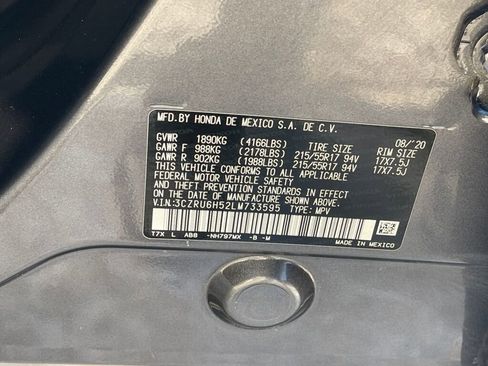 MFD.BY HONDA DE MEXICO S.A. DE C.V.
08/'20
GVWR 1890KG (4166LBS) TIRE SIZE RIM SIZE
GAWR F 988KG (2178LBS) 215/55R17 94V 17X7.5J
GAWR R 902KG (1988LBS) 215/55R17 94V 17X7.5J
THIS VEHICLE CONFORMS TO ALL APPLICABLE
FEDERAL MOTOR VEHICLE SAFETY AND THEFT
PREVENTION STANDARDS IN EFFECT ON THE
DATE OF MANUFACTURE SHOWN ABOVE.
V.I.N:3CZRU6H52LM733595 TYPE: MPV
T7X L ABB -NH797MX -B -M
MADE IN MEXICO